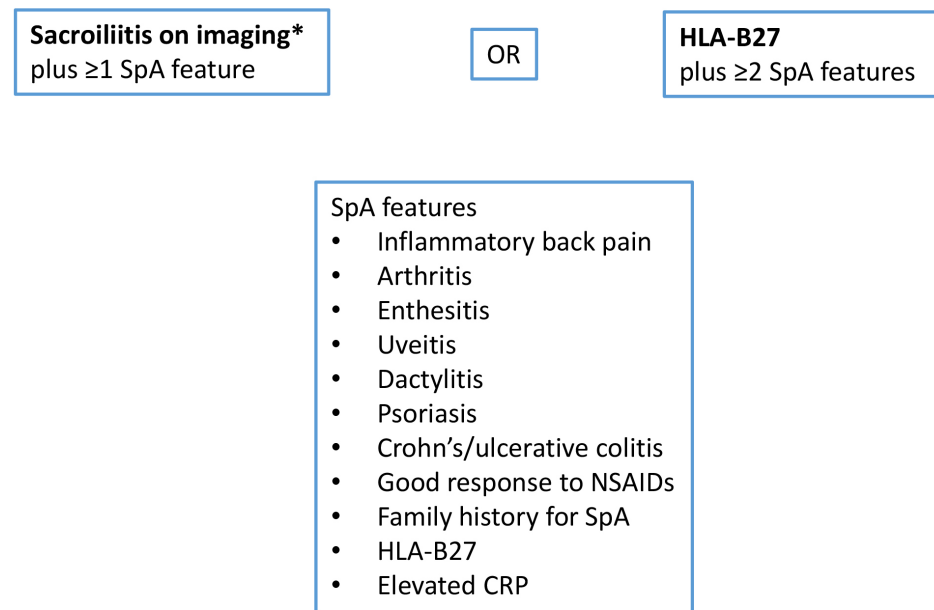 Sacroiliitis on imaging*
plus ≥1 SpA feature
OR
HLA-B27
plus ≥2 SpA features
SpA features
• Inflammatory back pain
• Arthritis
• Enthesitis
• Uveitis
• Dactylitis
• Psoriasis
• Crohn's/ulcerative colitis
• Good response to NSAIDs
• Family history for SpA
• HLA-B27
• Elevated CRP